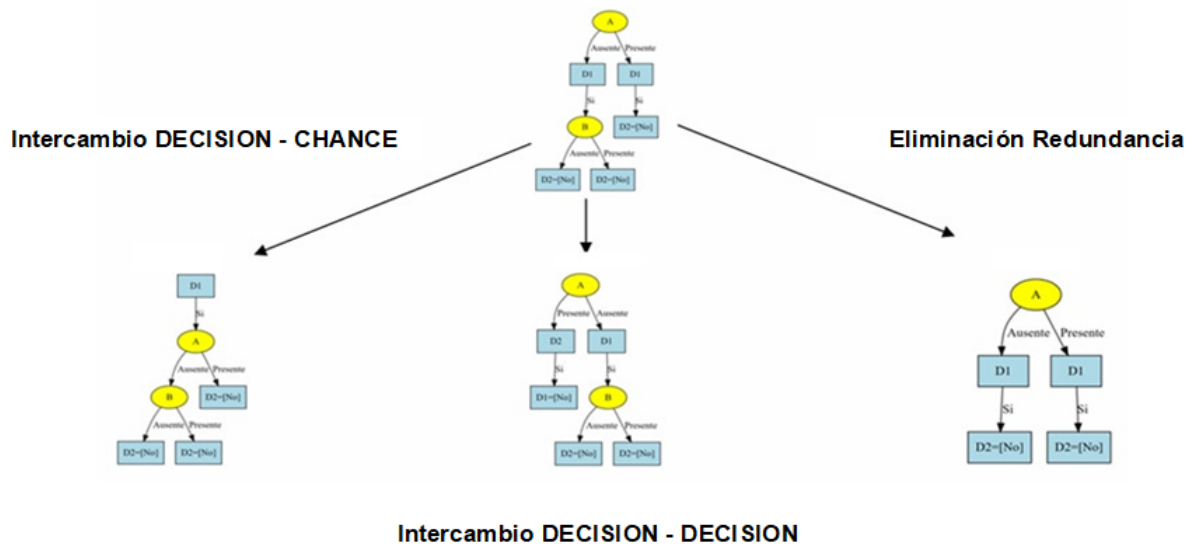 A
Ausente Presente
D1 D1
Si Si
Intercambio DECISION - CHANCE
B
D2=[No]
Eliminación Redundancia
Ausente Presente
D2=[No] D2=[No]
D1
Si
A
Ausente Presente
B
D2=[No]
Ausente Presente
D2=[No] D2=[No]
A
Presente Ausente
D2 D1
Si Si
D1=[No]
B
Ausente Presente
D2=[No] D2=[No]
A
Ausente Presente
D1 D1
Si Si
D2=[No] D2=[No]
Intercambio DECISION - DECISION